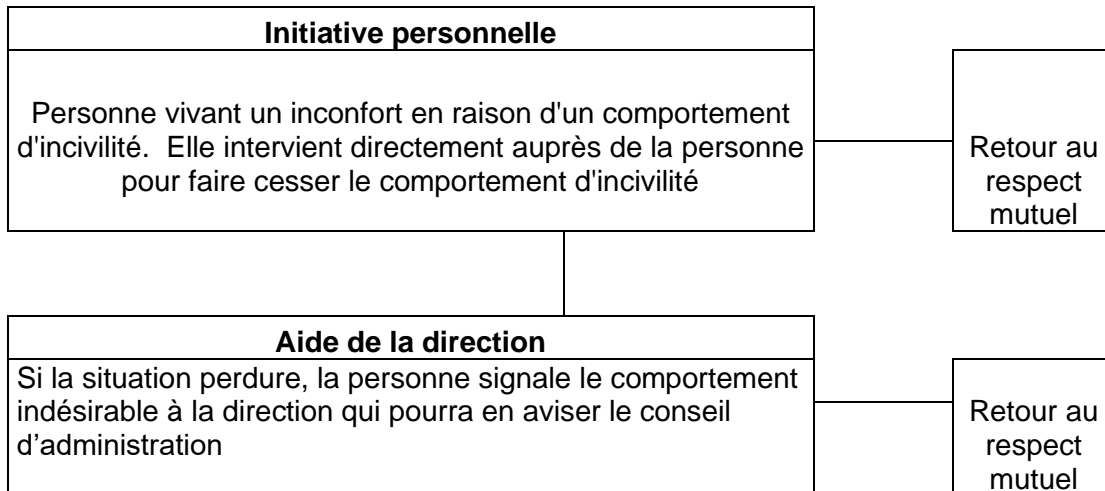 Initiative personnelle
Personne vivant un inconfort en raison d'un comportement
d'incivilité.  Elle intervient directement auprès de la personne
pour faire cesser le comportement d'incivilité
Retour au
respect
mutuel
Aide de la direction
Si la situation perdure, la personne signale le comportement
indésirable à la direction qui pourra en aviser le conseil
d’administration
Retour au
respect
mutuel